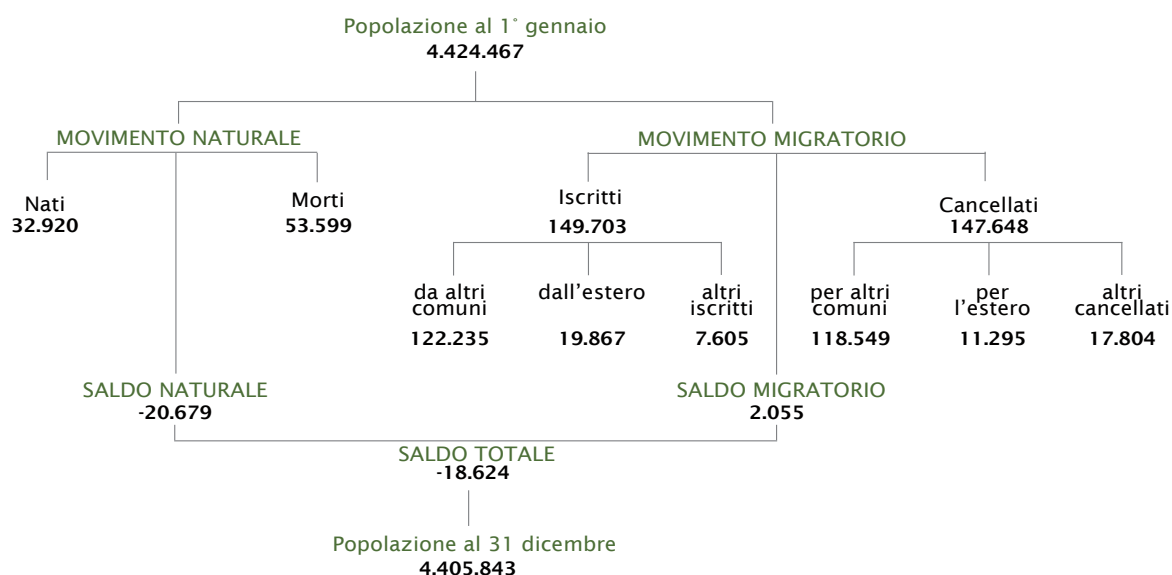 Popolazione al 1° gennaio
4.424.467
MOVIMENTO NATURALE
MOVIMENTO MIGRATORIO
Nati
32.920
Morti
53.599
Iscritti
149.703
Cancellati
147.648
da altri
comuni
122.235
dall'estero
19.867
altri
iscritti
7.605
per altri
comuni
118.549
per
l'estero
11.295
altri
cancellati
17.804
SALDO NATURALE
-20.679
SALDO MIGRATORIO
2.055
SALDO TOTALE
-18.624
Popolazione al 31 dicembre
4.405.843